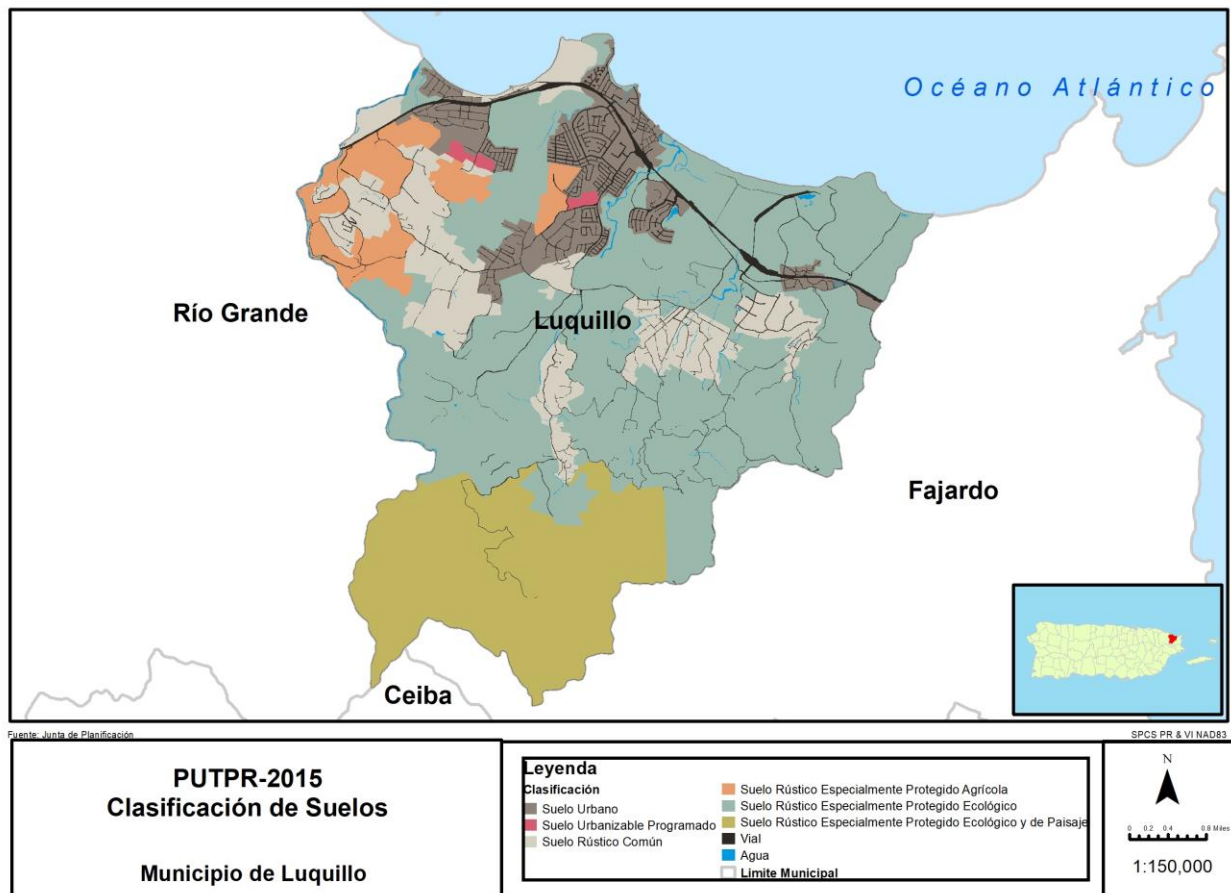 Océano Atlántico
Río Grande
Luquillo
Fajardo
Ceiba
Fuente: Junta de Planificación
SPCS PR & VI NAD83
PUTPR-2015
Clasificación de Suelos
Municipio de Luquillo
Leyenda
Clasificación
Suelo Urbano
Suelo Urbanizable Programado
Suelo Rústico Común
Suelo Rústico Especialmente Protegido Agrícola
Suelo Rústico Especialmente Protegido Ecológico
Suelo Rústico Especialmente Protegido Ecológico y de Paisaje
Vial
Agua
Limite Municipal
N
0 0.2 0.4 0.8 Miles
1:150,000